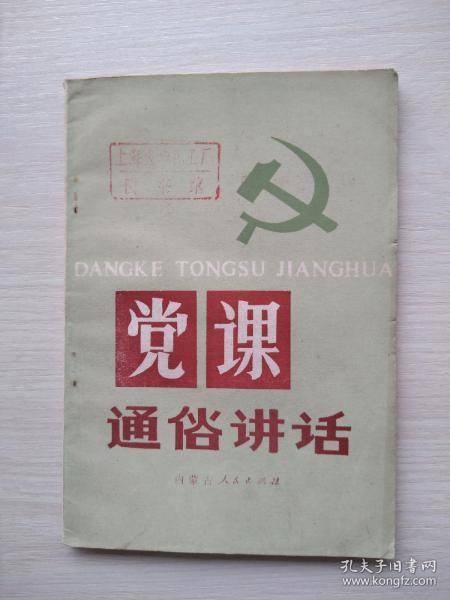 DANGKE TONGSU JIANGHUA
党课
通俗讲话
内蒙古人民出版社
孔夫子旧书网
www.kongfz.com